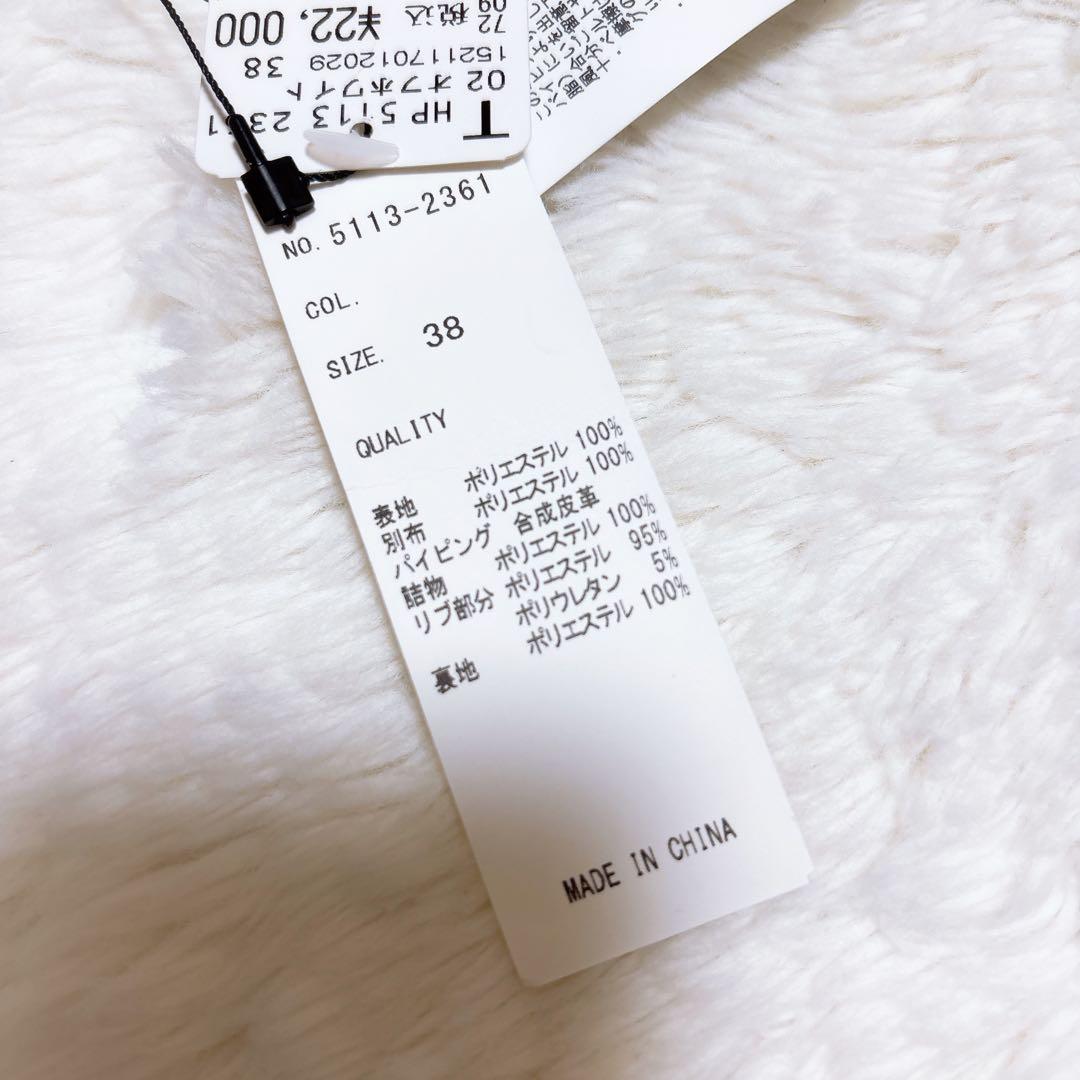 T
HP 5113 2361
02 オフホワイト
152117012029 38
72 税込 ¥22,000
09
NO. 5113-2361
COL.
SIZE. 38
QUALITY
表地 ポリエステル 100%
別布 ポリエステル 100%
パイピング 合成皮革
詰物 ポリエステル 100%
リブ部分 ポリエステル 95%
ポリウレタン 5%
裏地 ポリエステル 100%
MADE IN CHINA